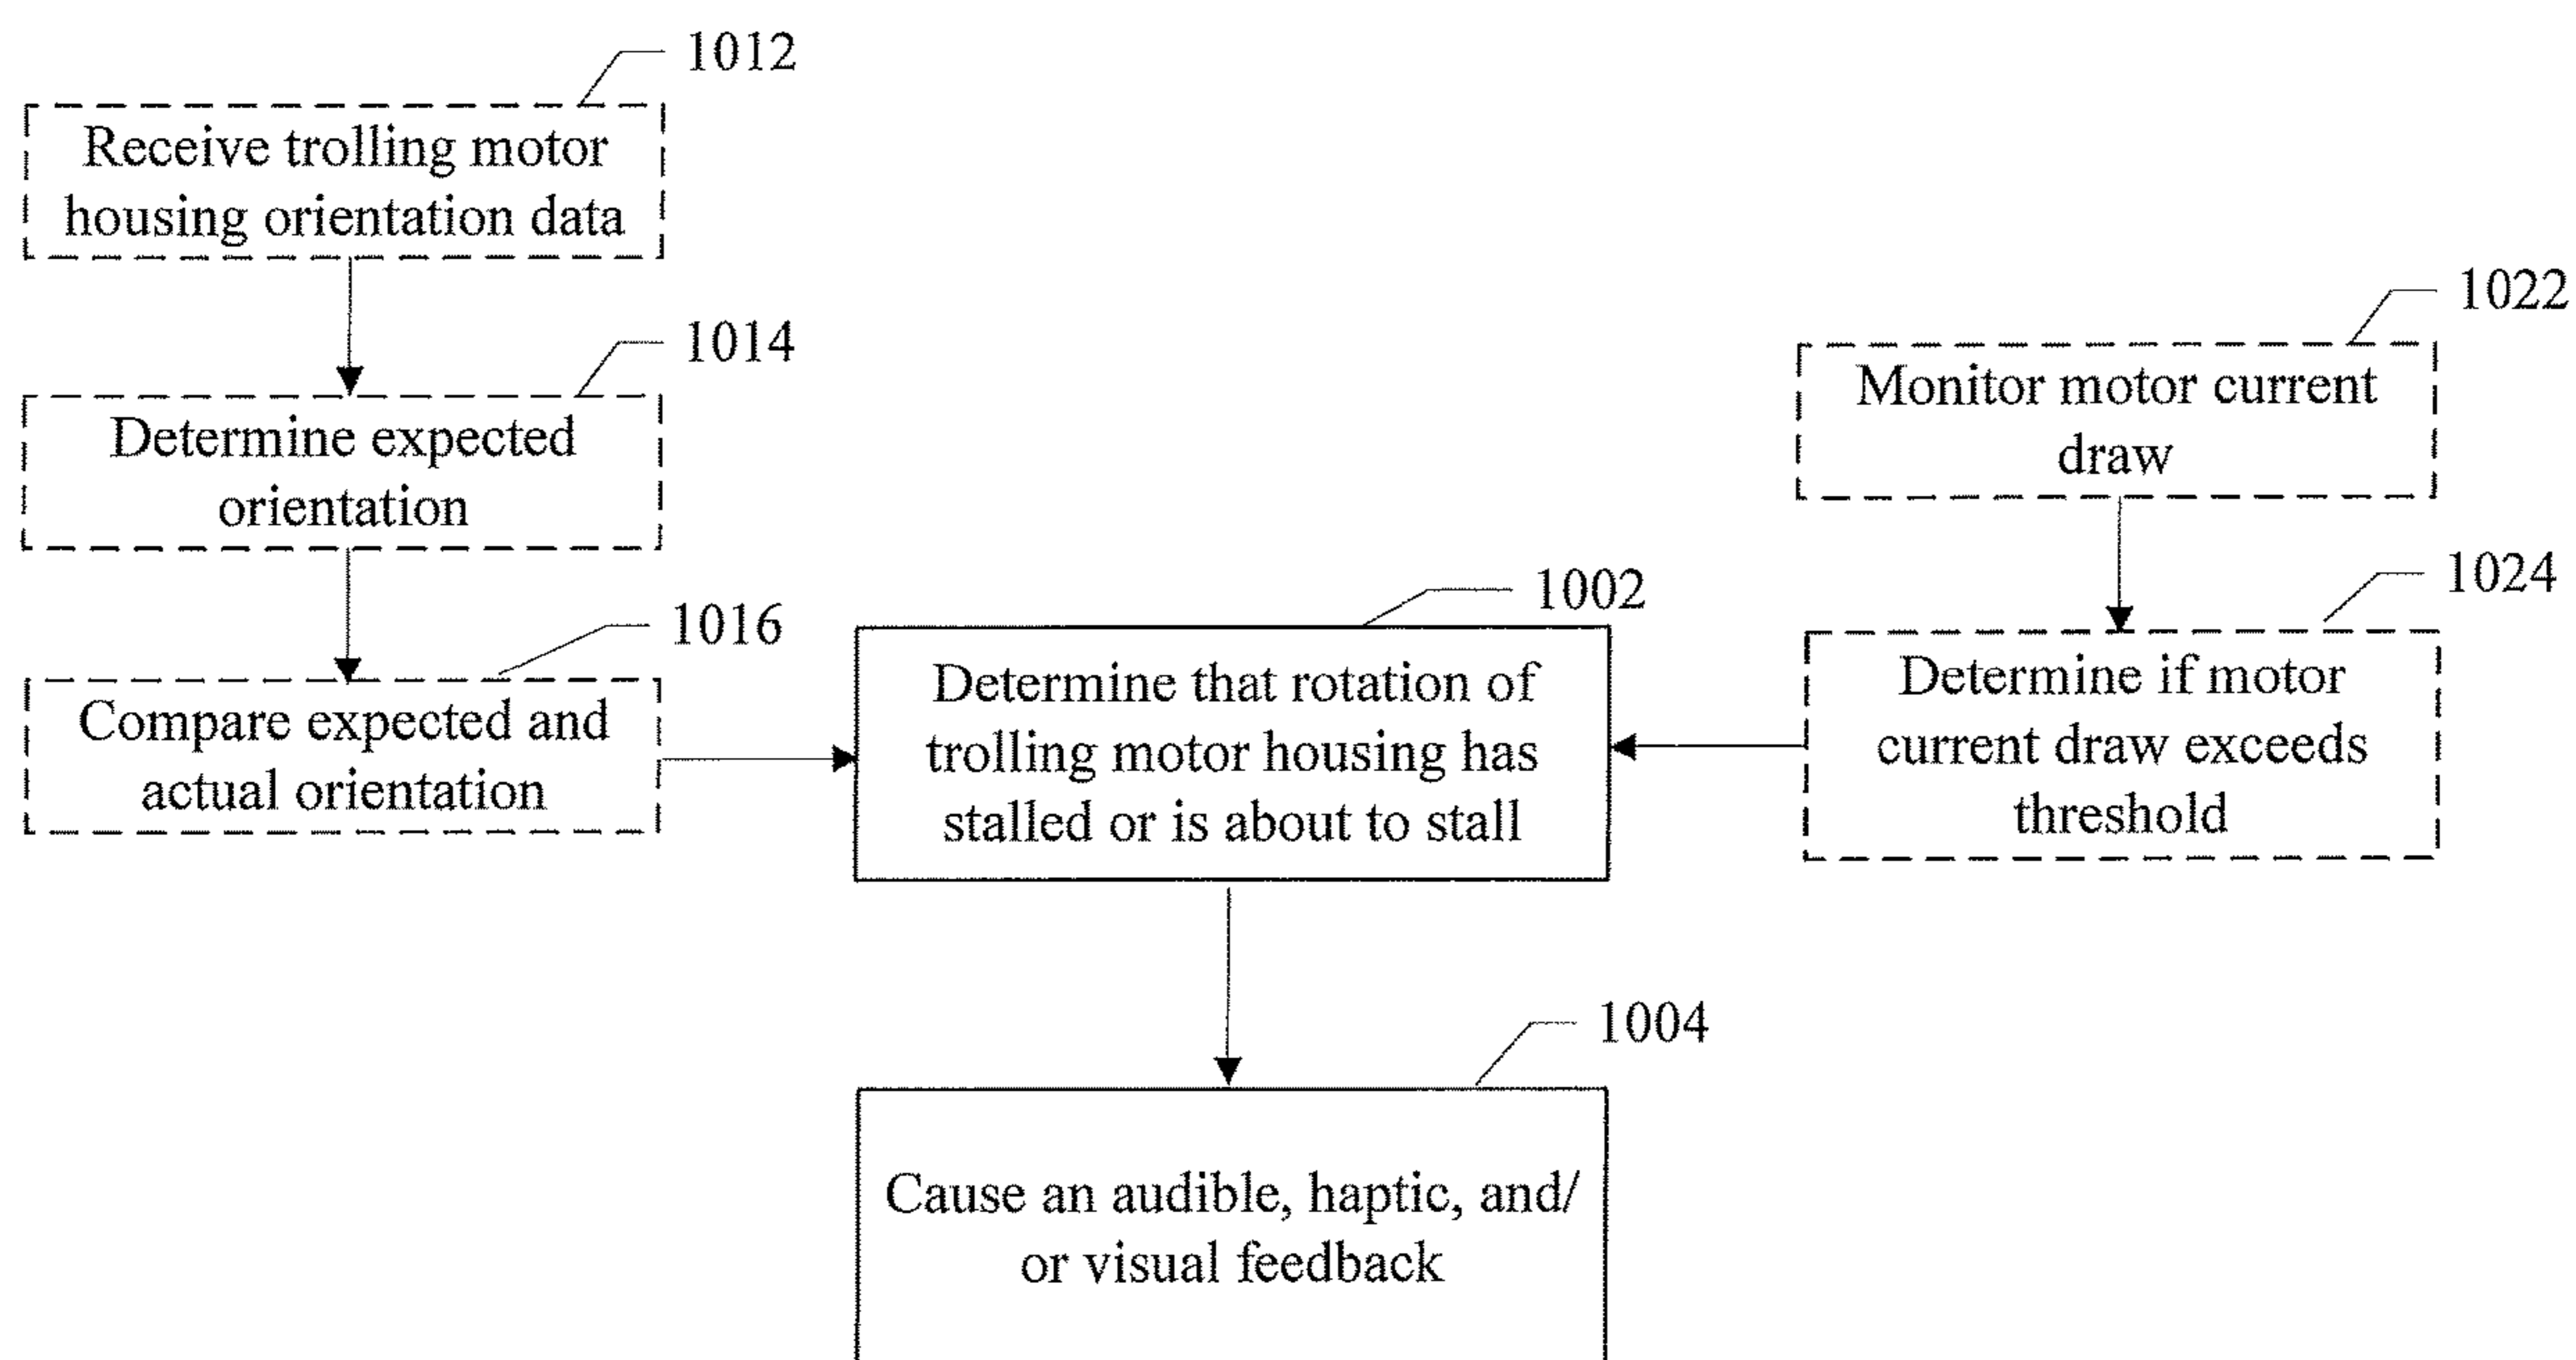 1012
Receive trolling motor
housing orientation data
1014
Determine expected
orientation
1016
Compare expected and
actual orientation
1022
Monitor motor current
draw
1024
Determine if motor
current draw exceeds
threshold
1002
Determine that rotation of
trolling motor housing has
stalled or is about to stall
1004
Cause an audible, haptic, and/
or visual feedback